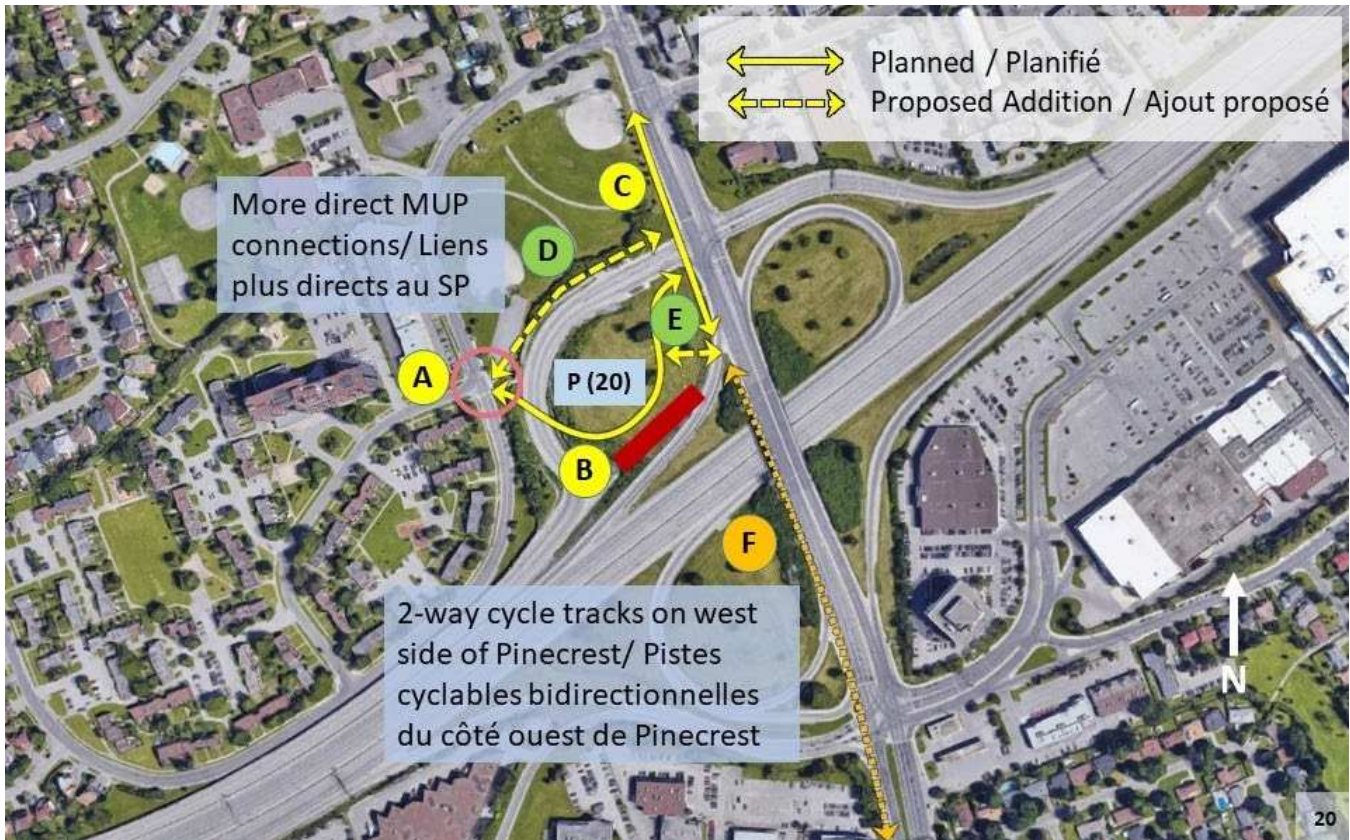 Planned / Planifié
Proposed Addition / Ajout proposé
More direct MUP
connections/ Liens
plus directs au SP
C
D
E
A
P (20)
B
F
2-way cycle tracks on west
side of Pinecrest/ Pistes
cyclables bidirectionnelles
du côté ouest de Pinecrest
N
20